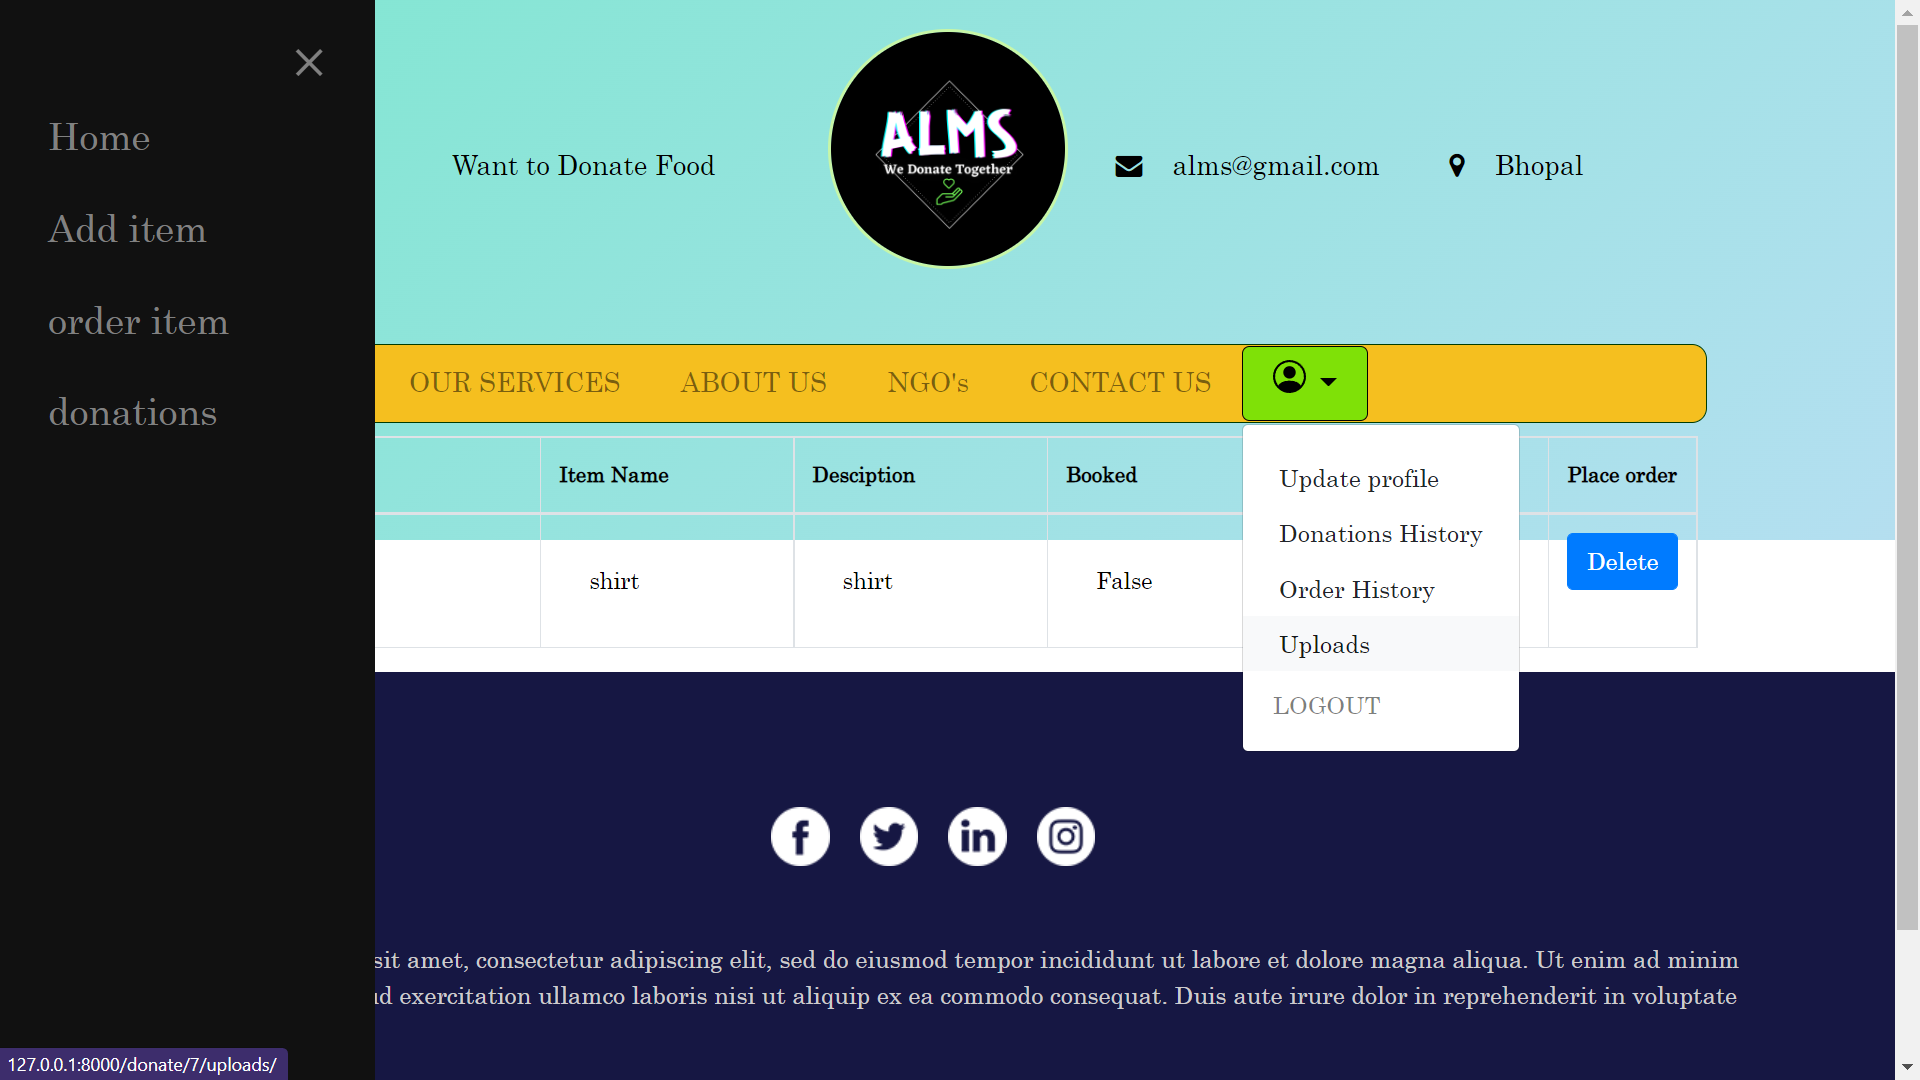 Home
Add item
order item
donations
Want to Donate Food
ALMS
We Donate Together
alms@gmail.com
Bhopal
OUR SERVICES
ABOUT US
NGO's
CONTACT US
Update profile
Donations History
Order History
Uploads
LOGOUT
Item Name
Desciption
Booked
Place order
shirt
shirt
False
Delete
sit amet, consectetur adipiscing elit, sed do eiusmod tempor incididunt ut labore et dolore magna aliqua. Ut enim ad minim
exercitation ullamco laboris nisi ut aliquip ex ea commodo consequat. Duis aute irure dolor in reprehenderit in voluptate
127.0.0.1:8000/donate/7/uploads/